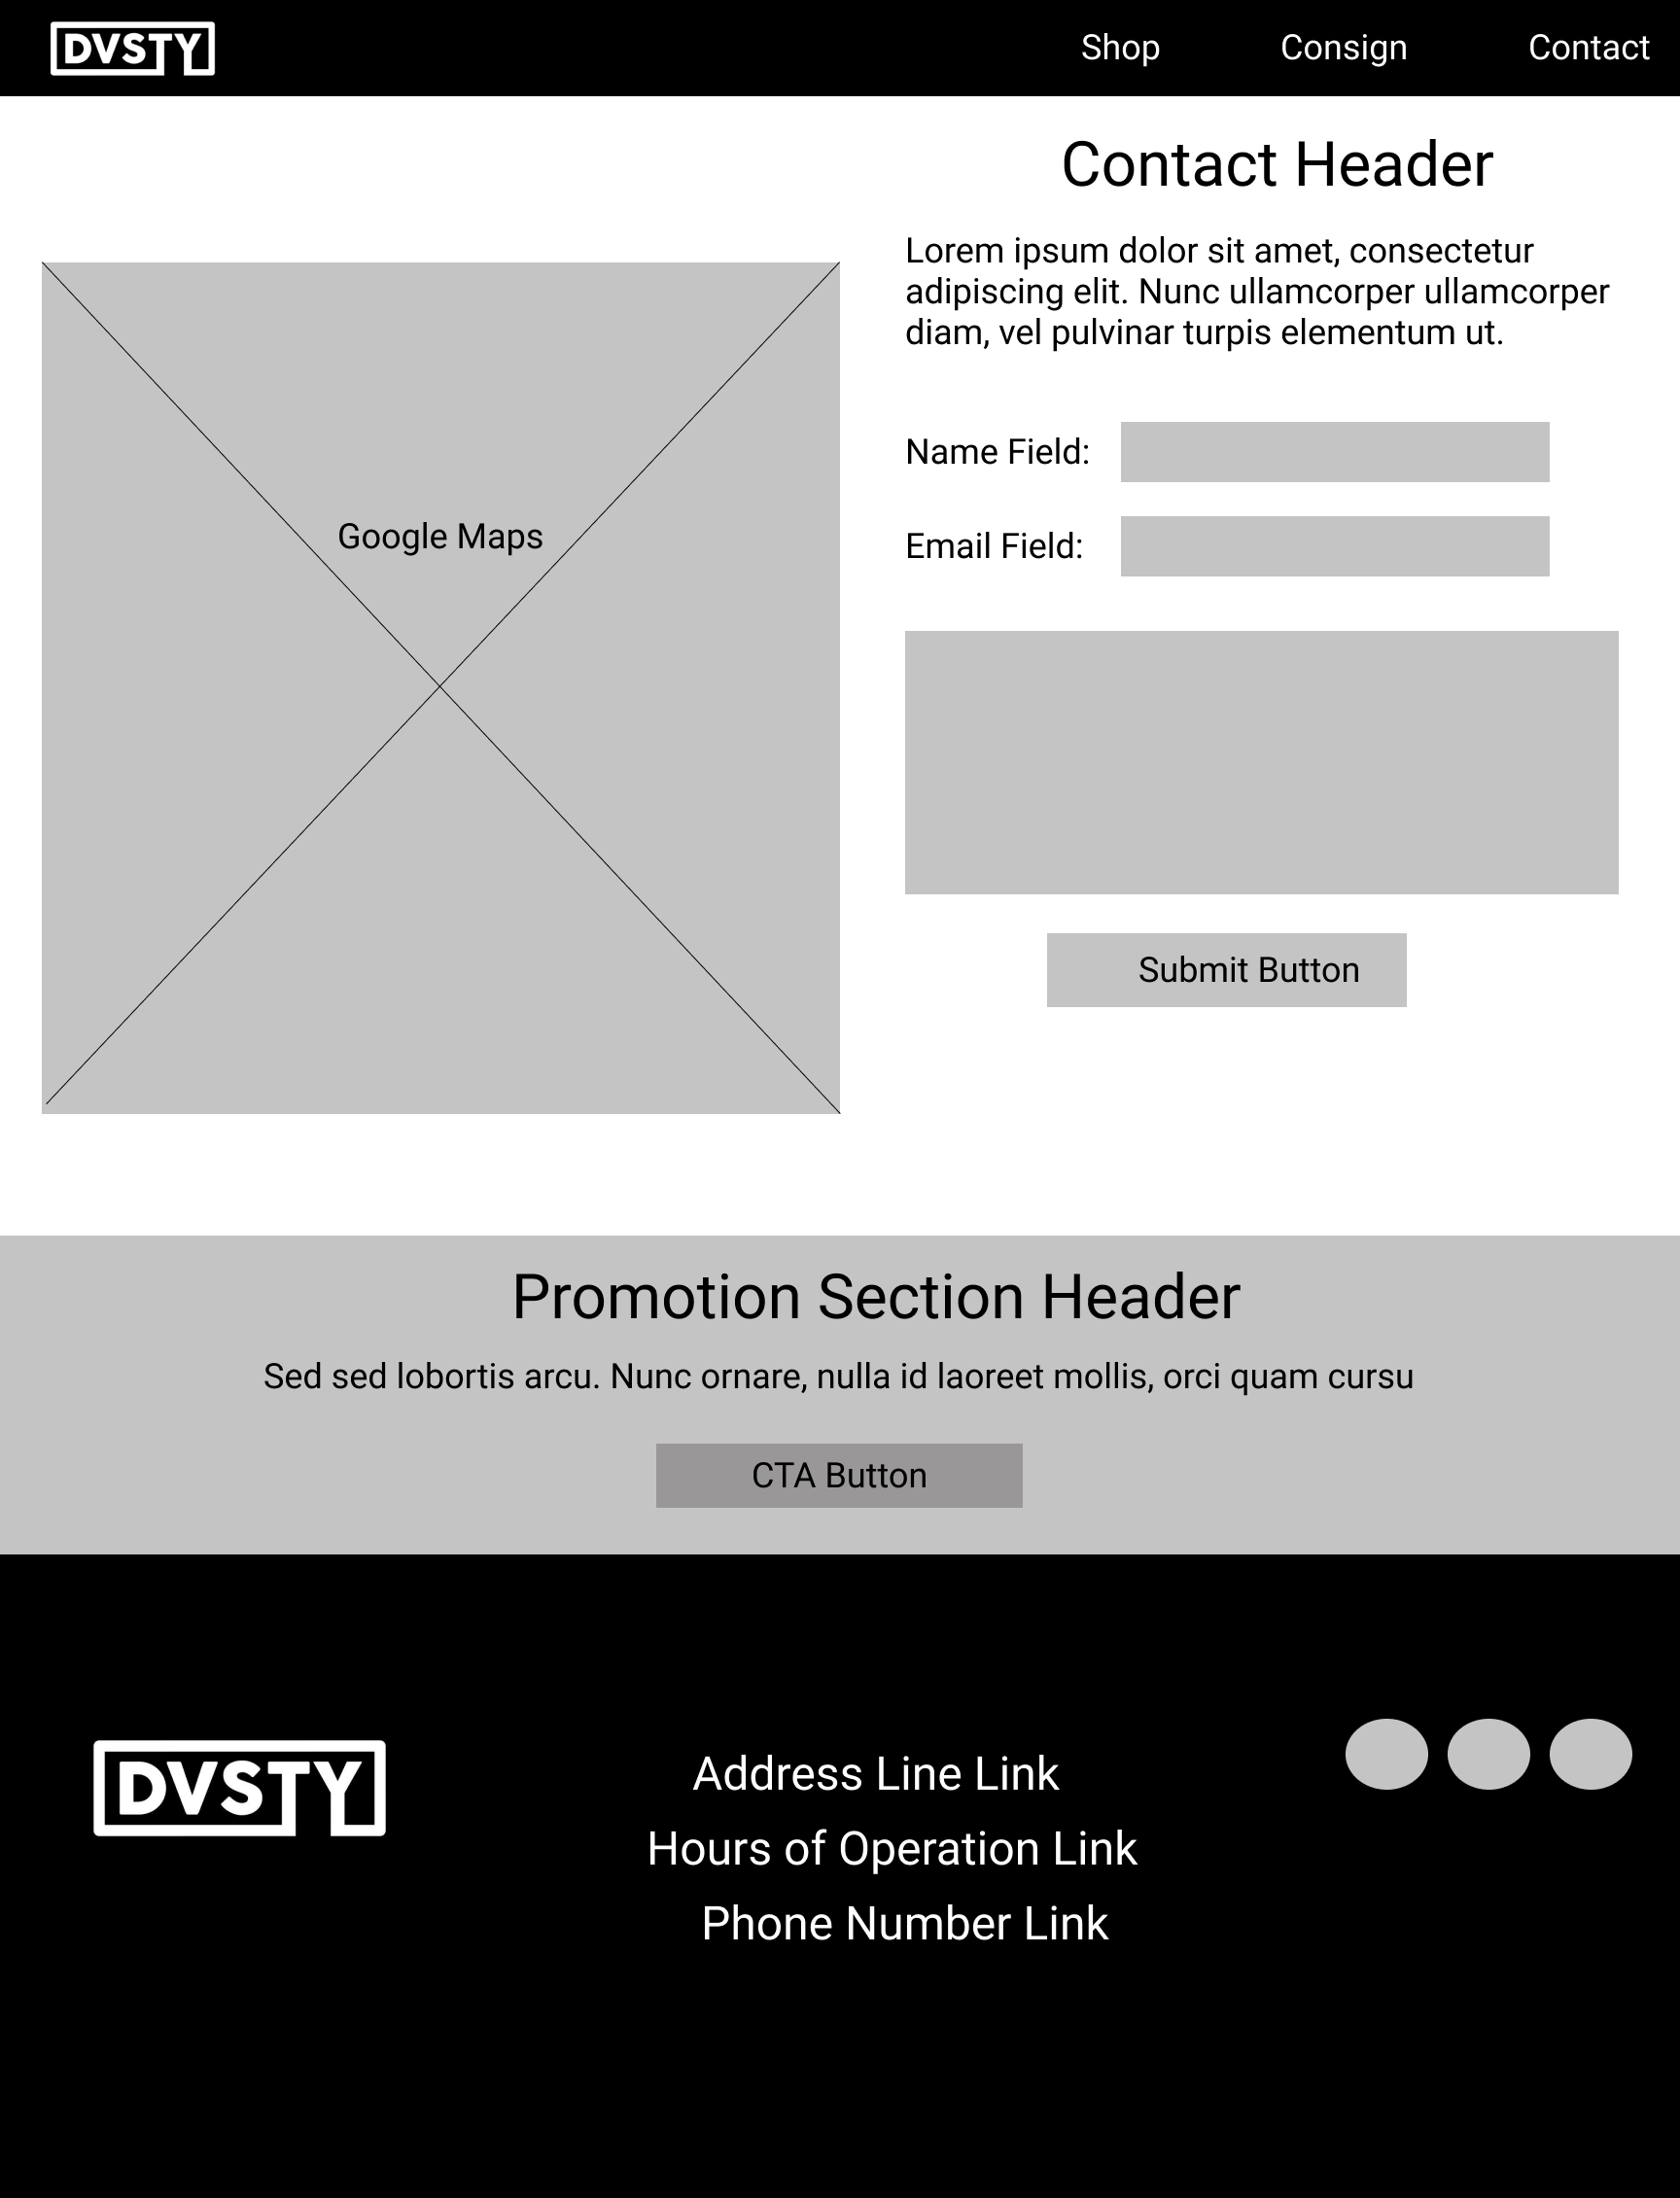 DVSTY
Shop
Consign
Contact
Contact Header
Lorem ipsum dolor sit amet, consectetur
adipiscing elit. Nunc ullamcorper ullamcorper
diam, vel pulvinar turpis elementum ut.
Google Maps
Name Field:
Email Field:
Submit Button
Promotion Section Header
Sed sed lobortis arcu. Nunc ornare, nulla id laoreet mollis, orci quam cursu
CTA Button
DVSTY
Address Line Link
Hours of Operation Link
Phone Number Link